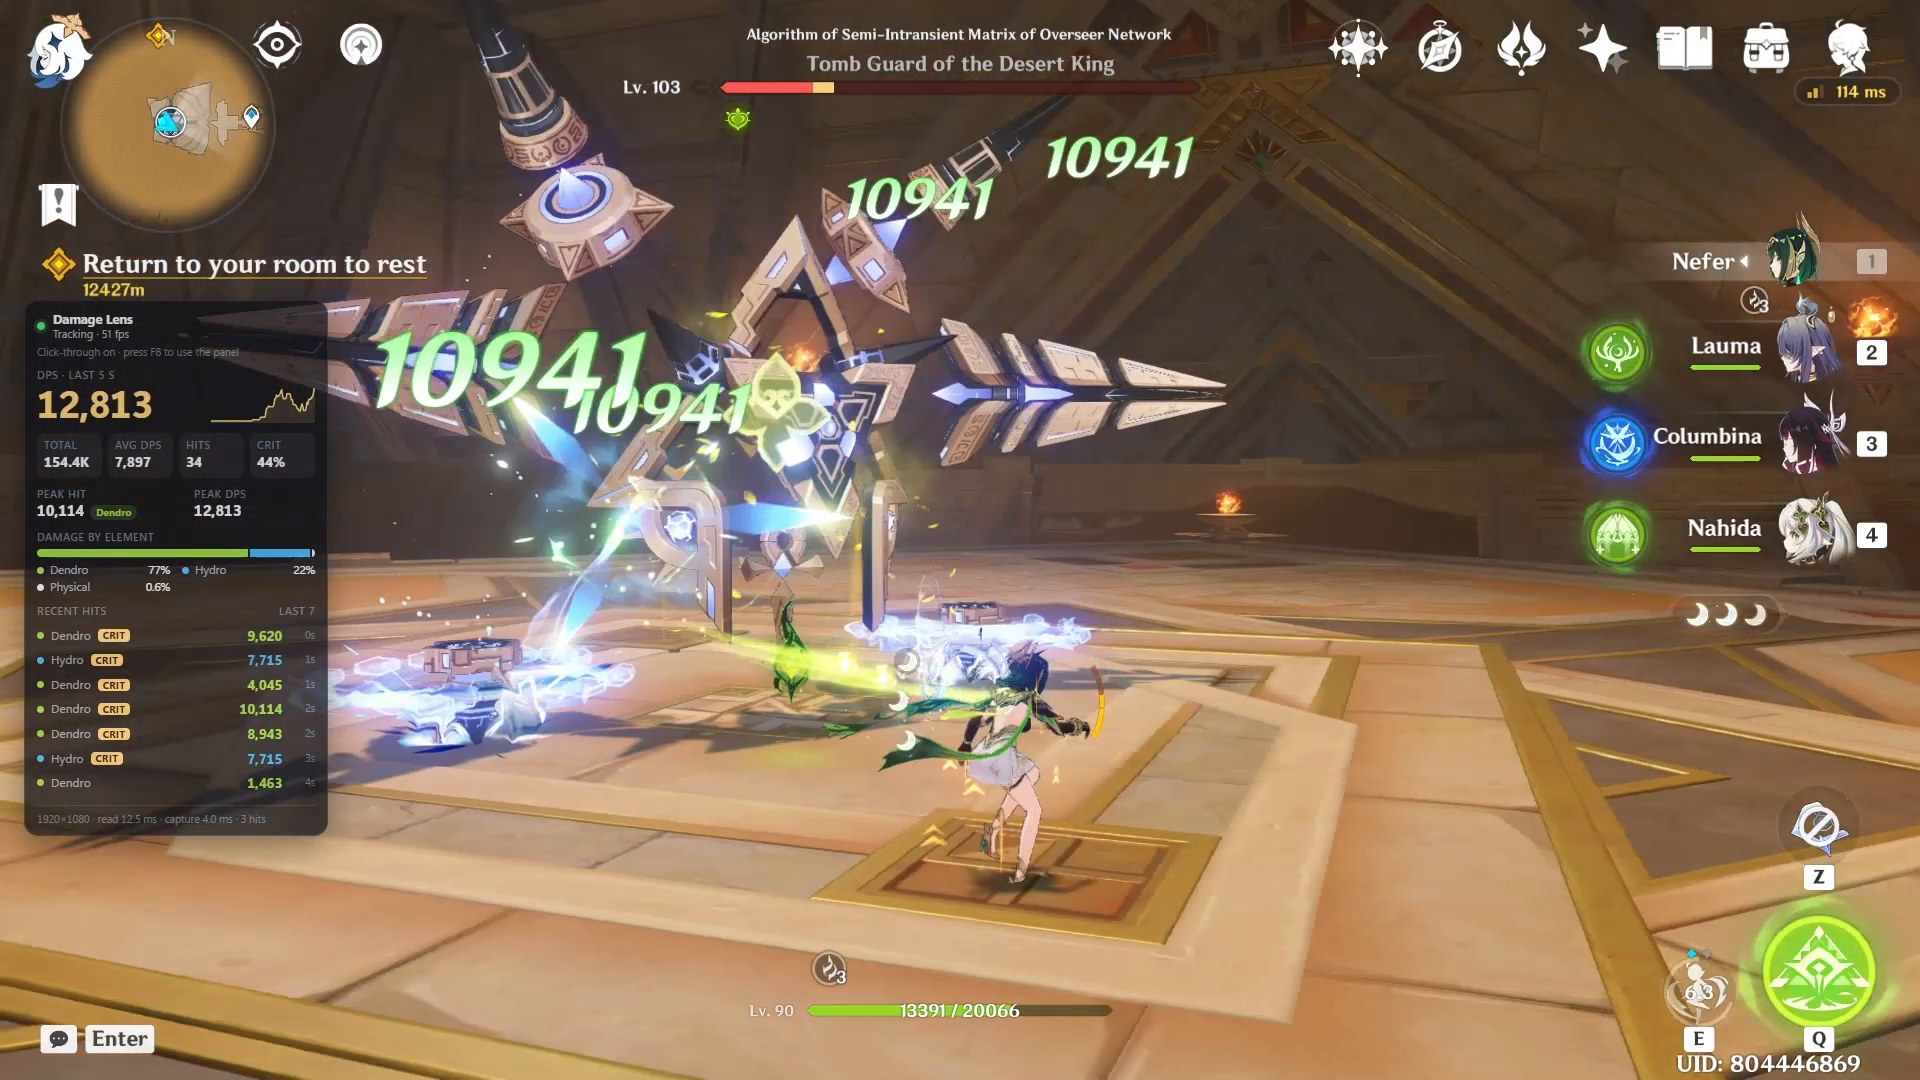 Algorithm of Semi-Intransient Matrix of Overseer Network
Tomb Guard of the Desert King
Lv. 103
114 ms
N
Return to your room to rest
12427m
10941
10941
10941
10941
Damage Lens
Tracking · 51 fps
Click-through on · press F8 to use the panel
DPS · LAST 5 S
12,813
TOTAL
154.4K
AVG DPS
7,897
HITS
34
CRIT
44%
PEAK HIT
10,114 Dendro
PEAK DPS
12,813
DAMAGE BY ELEMENT
Dendro 77% Hydro 22%
Physical 0.6%
RECENT HITS LAST 7
Dendro CRIT 9,620 0s
Hydro CRIT 7,715 1s
Dendro CRIT 4,045 1s
Dendro CRIT 10,114 2s
Dendro CRIT 8,943 2s
Hydro CRIT 7,715 3s
Dendro 1,463 4s
1920×1080 · read 12.5 ms · capture 4.0 ms · 3 hits
Nefer 1
3
Lauma 2
Columbina 3
Nahida 4
Z
6.3
E
Q
3
Lv. 90 13391 / 20066
Enter
UID: 804446869